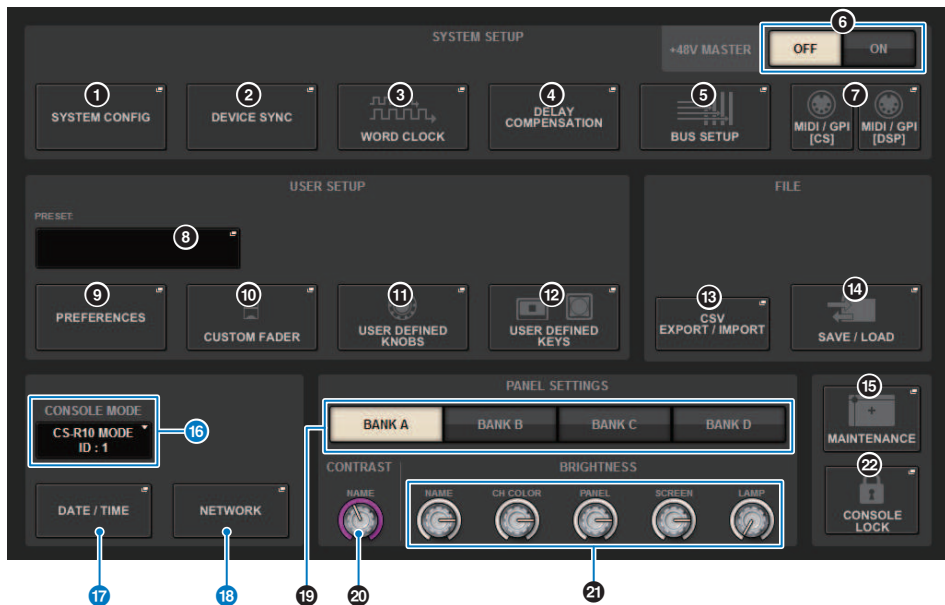 SYSTEM SETUP
+48V MASTER
6
OFF
ON
1
SYSTEM CONFIG
2
DEVICE SYNC
3
WORD CLOCK
4
DELAY
COMPENSATION
5
BUS SETUP
7
MIDI / GPI
[CS]
MIDI / GPI
[DSP]
USER SETUP
PRESET:
8
9
PREFERENCES
10
CUSTOM FADER
11
USER DEFINED
KNOBS
12
USER DEFINED
KEYS
FILE
13
CSV
EXPORT / IMPORT
14
SAVE / LOAD
CONSOLE MODE
CS-R10 MODE
ID : 1
16
DATE / TIME
NETWORK
PANEL SETTINGS
BANK A
BANK B
BANK C
BANK D
CONTRAST
NAME
BRIGHTNESS
NAME
CH COLOR
PANEL
SCREEN
LAMP
15
MAINTENANCE
22
CONSOLE
LOCK
17
18
19
20
21